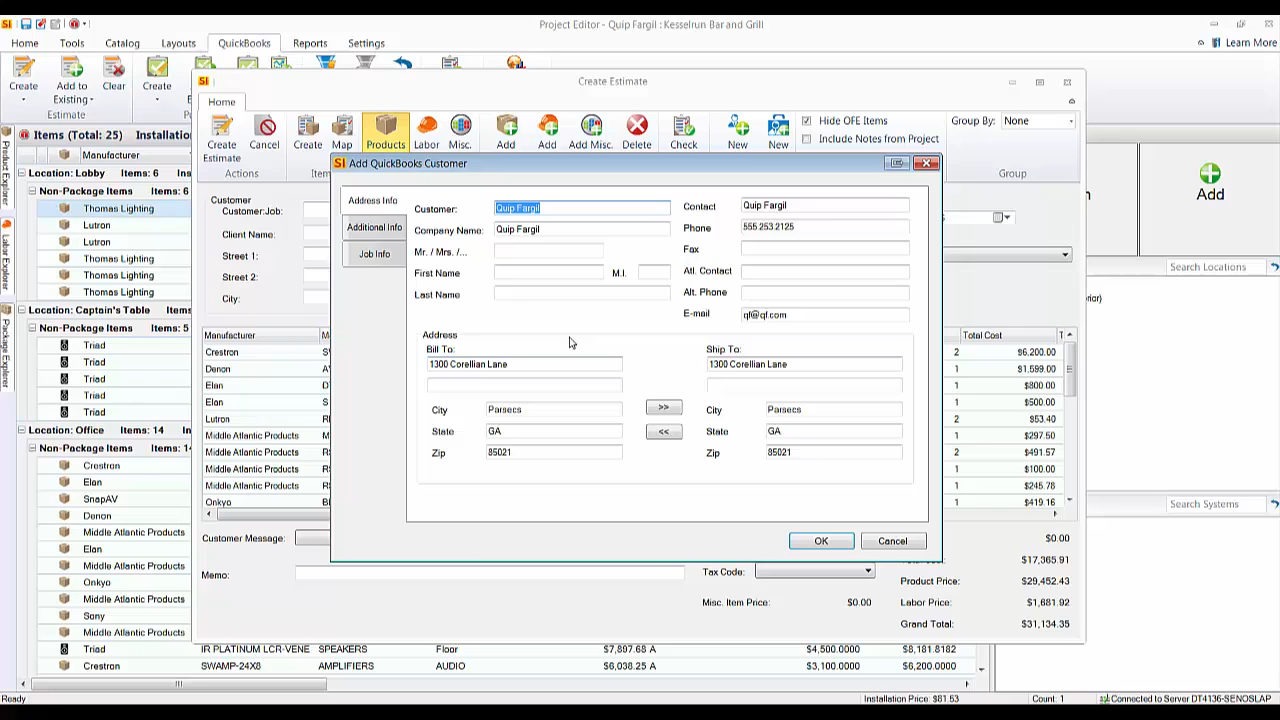 SI
Project Editor - Quip Fargil : Kesselrun Bar and Grill
Home Tools Catalog Layouts QuickBooks Reports Settings
Learn More
Create Add to Existing Clear Create
Estimate
SI Create Estimate
Home
Create Estimate Cancel Create Map Products Labor Misc. Add Add Add Misc. Delete Check New New
Hide OFE Items
Include Notes from Project
Group By: None
Actions
Group
Add
Product Explorer
Labor Explorer
Package Explorer
Items (Total: 25)
Manufacturer
Location: Lobby Items: 6
Non-Package Items Items: 6
Thomas Lighting
Lutron
Lutron
Thomas Lighting
Thomas Lighting
Thomas Lighting
Location: Captain's Table
Non-Package Items Items: 5
Triad
Triad
Triad
Triad
Triad
Location: Office Items: 14
Non-Package Items
Crestron
Elan
SnapAV
Denon
Middle Atlantic Products
Elan
Middle Atlantic Products
Onkyo
Middle Atlantic Products
Sony
Middle Atlantic Products
Triad IR PLATINUM LCR-VENE SPEAKERS Floor $7,897.68 A $4,500.0000 $8,181.8182
Crestron SWAMP-24X8 AMPLIFIERS AUDIO $6,038.25 A $3,100.0000 $6,200.0000
Customer
Customer:Job:
Client Name:
Street 1:
Street 2:
City:
Manufacturer
Crestron
Denon
Elan
Elan
Lutron
Middle Atlantic Products
Middle Atlantic Products
Middle Atlantic Products
Middle Atlantic Products
Onkyo
Customer Message:
Memo:
SI Add QuickBooks Customer
Address Info
Additional Info
Job Info
Customer: Quip Fargil
Company Name: Quip Fargil
Mr. / Mrs. /...
First Name M.I.
Last Name
Contact Quip Fargil
Phone 555 253 2125
Fax
Atl. Contact
Alt. Phone
E-mail qf@qf.com
Address
Bill To: Ship To:
1300 Corellian Lane 1300 Corellian Lane
City Parsecs >> City Parsecs
State GA << State GA
Zip 85021 Zip 85021
OK Cancel
Total Cost
2 $6,200.00
1 $1,599.00
1 $800.00
1 $500.00
2 $53.40
1 $297.50
2 $491.57
1 $100.00
1 $245.78
1 $419.16
$0.00
$17,365.91
Tax Code:
Product Price: $29,452.43
Misc. Item Price: $0.00
Labor Price: $1,681.92
Grand Total: $31,134.35
Search Locations
Search Systems
Ready
Installation Price: $81.53
Count: 1
Connected to Server DT4136-SENOSLAP